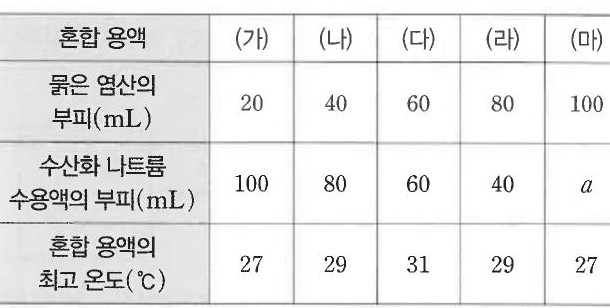 혼합 용액 (가) (나) (다) (라) (마)
묽은 염산의
부피(mL) 20 40 60 80 100
수산화 나트륨
수용액의 부피(mL) 100 80 60 40 a
혼합 용액의
최고 온도(℃) 27 29 31 29 27